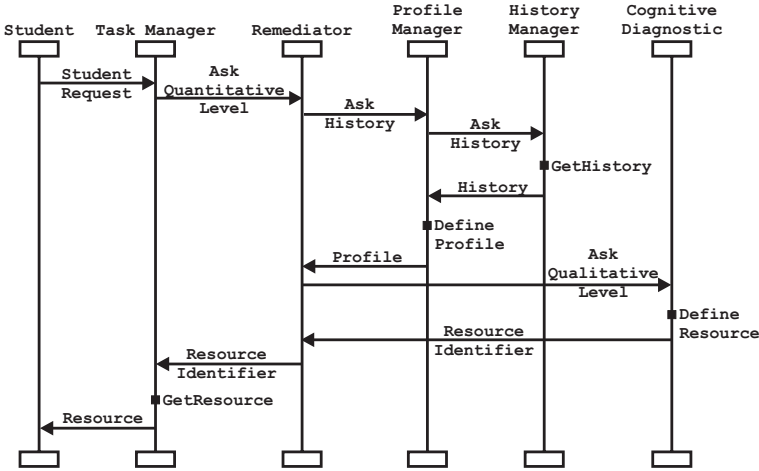 Student
Task Manager
Remediator
Profile
Manager
History
Manager
Cognitive
Diagnostic
Student
Request
Ask
Quantitative
Level
Ask
History
Ask
History
GetHistory
History
Define
Profile
Profile
Ask
Qualitative
Level
Define
Resource
Resource
Identifier
Resource
Identifier
GetResource
Resource